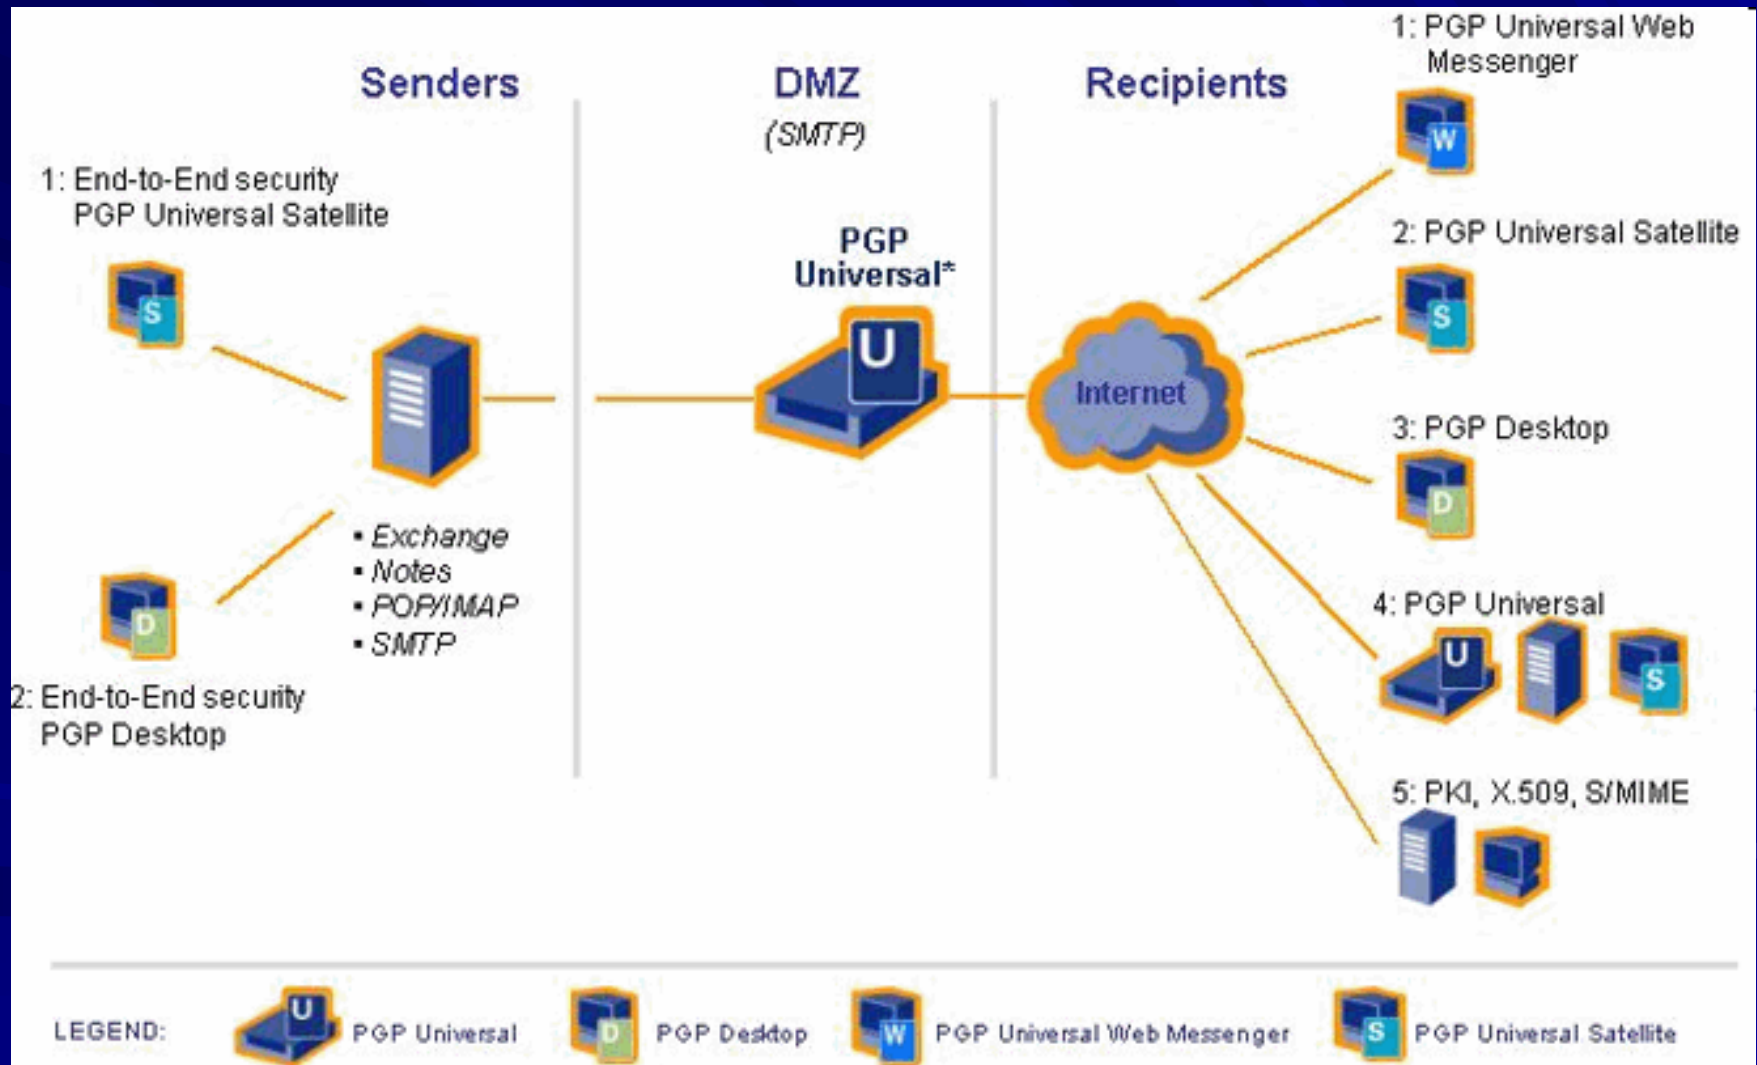 Senders
DMZ
(SMTP)
Recipients
1: End-to-End security
PGP Universal Satellite
S
2: End-to-End security
PGP Desktop
D
▪ Exchange
▪ Notes
▪ POP/IMAP
▪ SMTP
PGP
Universal*
U
Internet
1: PGP Universal Web
Messenger
W
2: PGP Universal Satellite
S
3: PGP Desktop
D
4: PGP Universal
U
S
5: PKI, X.509, S/MIME
LEGEND:
U
PGP Universal
D
PGP Desktop
W
PGP Universal Web Messenger
S
PGP Universal Satellite